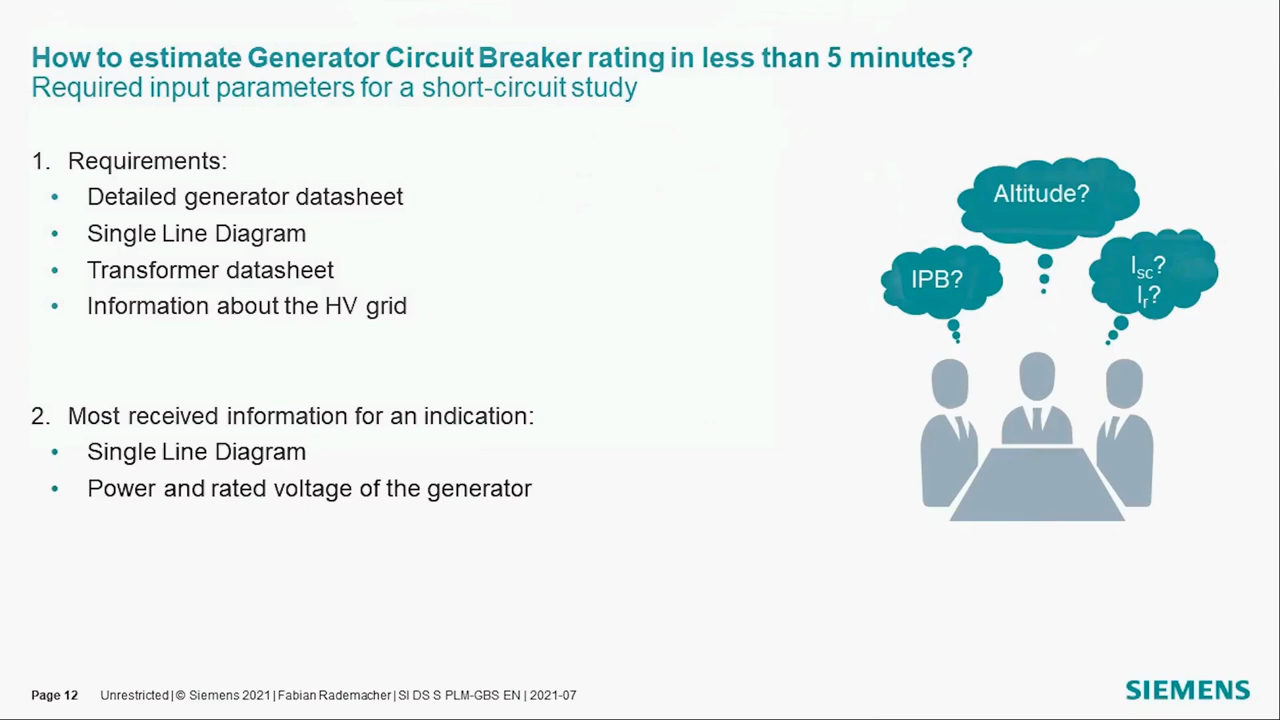 How to estimate Generator Circuit Breaker rating in less than 5 minutes?
Required input parameters for a short-circuit study
1. Requirements:
• Detailed generator datasheet
• Single Line Diagram
• Transformer datasheet
• Information about the HV grid
2. Most received information for an indication:
• Single Line Diagram
• Power and rated voltage of the generator
Altitude?
IPB?
Isc?
Ir?
Page 12 Unrestricted | © Siemens 2021 | Fabian Rademacher | SI DS S PLM-GBS EN | 2021-07
SIEMENS